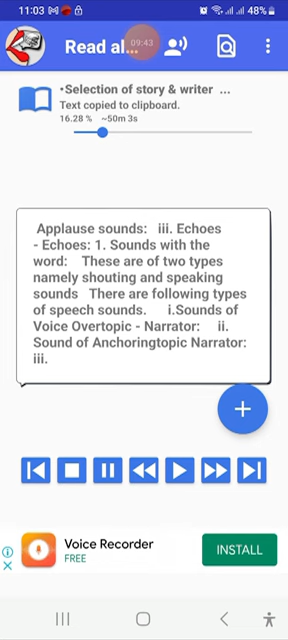 11:03
48%
Read al...
09:43
•Selection of story & writer ...
Text copied to clipboard.
16.28 % ~50m 3s
Applause sounds: iii. Echoes
- Echoes: 1. Sounds with the
word: These are of two types
namely shouting and speaking
sounds There are following types
of speech sounds. i.Sounds of
Voice Overtopic - Narrator: ii.
Sound of Anchoringtopic Narrator:
iii.
Voice Recorder
FREE
INSTALL